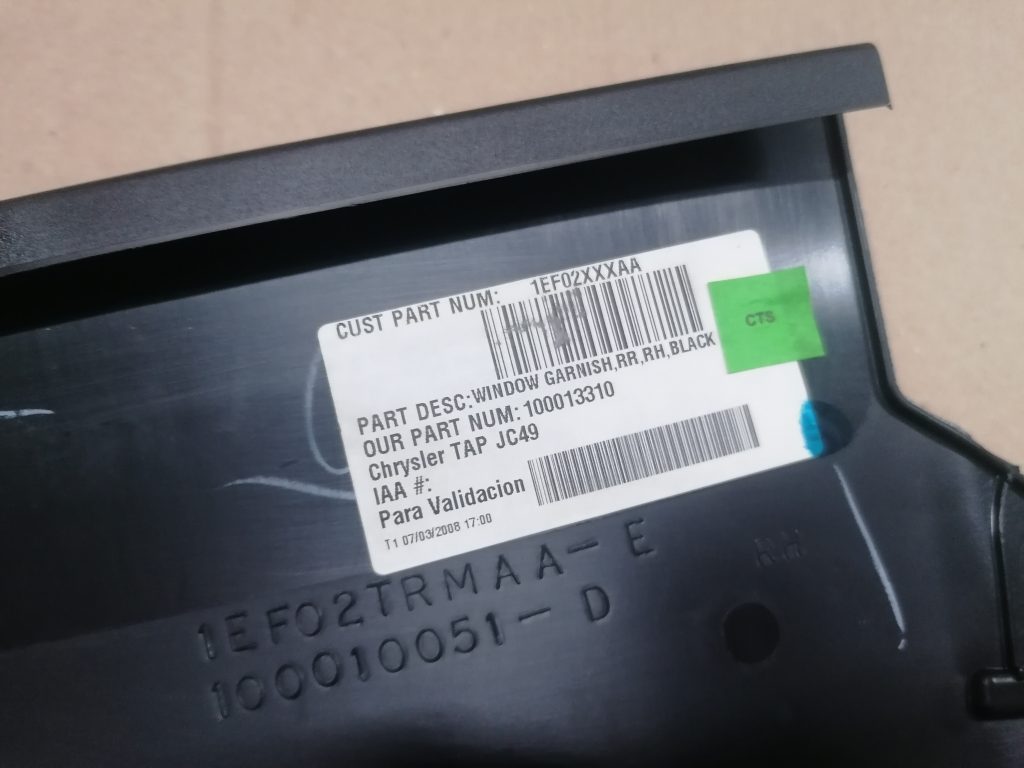 CUST PART NUM: 1EF02XXXAA
CTS
PART DESC:WINDOW GARNISH,RR,RH,BLACK
OUR PART NUM:100013310
Chrysler TAP JC49
IAA #:
Para Validacion
T1 07/03/2008 17:00
1EF02TRMAA-E
RH
100010051-D